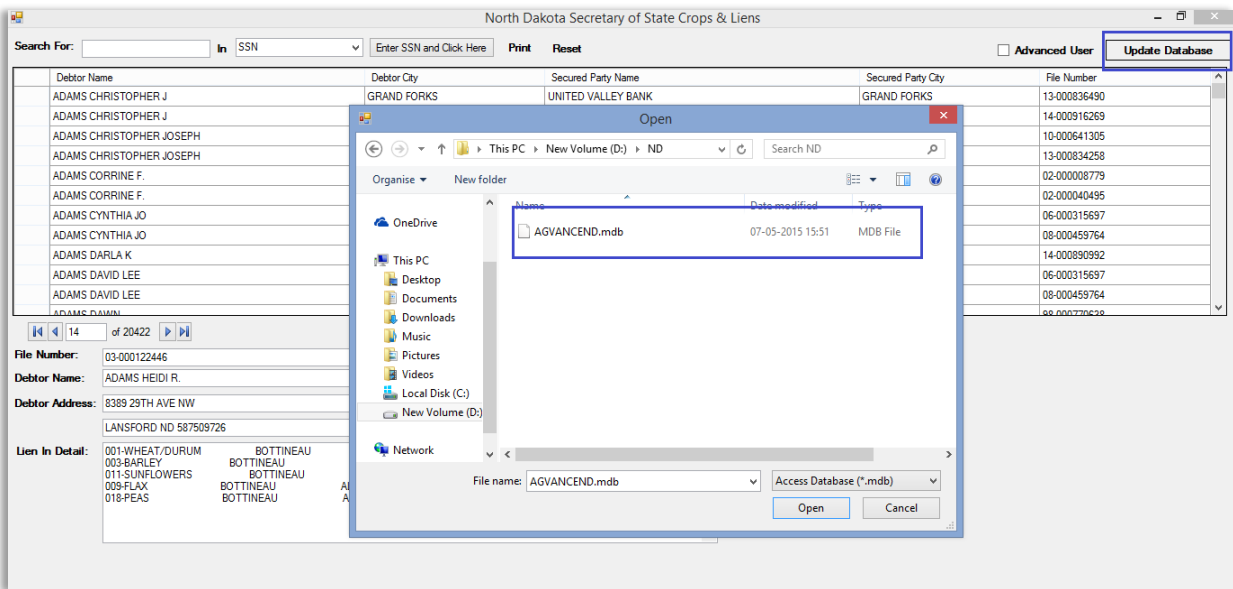 North Dakota Secretary of State Crops & Liens
Search For: In SSN Enter SSN and Click Here Print Reset Advanced User Update Database
Debtor Name Debtor City Secured Party Name Secured Party City File Number
ADAMS CHRISTOPHER J GRAND FORKS UNITED VALLEY BANK GRAND FORKS 13-000836490
ADAMS CHRISTOPHER J 14-000916269
ADAMS CHRISTOPHER JOSEPH 10-000641305
ADAMS CHRISTOPHER JOSEPH 13-000834258
ADAMS CORRINE F. 02-000008779
ADAMS CORRINE F. 02-000040495
ADAMS CYNTHIA JO 06-000315697
ADAMS CYNTHIA JO 08-000459764
ADAMS DARLA K 14-000890992
ADAMS DAVID LEE 06-000315697
ADAMS DAVID LEE 08-000459764
ADAMS DAWN 98-000770638
14 of 20422
File Number: 03-000122446
Debtor Name: ADAMS HEIDI R.
Debtor Address: 8389 29TH AVE NW
LANSFORD ND 587509726
Lien In Detail: 001-WHEAT/DURUM BOTTINEAU
003-BARLEY BOTTINEAU
011-SUNFLOWERS BOTTINEAU
009-FLAX BOTTINEAU
018-PEAS BOTTINEAU
Open
This PC New Volume (D:) ND Search ND
Organise New folder
Name Date modified Type
AGVANCEND.mdb 07-05-2015 15:51 MDB File
OneDrive
This PC
Desktop
Documents
Downloads
Music
Pictures
Videos
Local Disk (C:)
New Volume (D:)
Network
File name: AGVANCEND.mdb Access Database (*.mdb)
Open Cancel